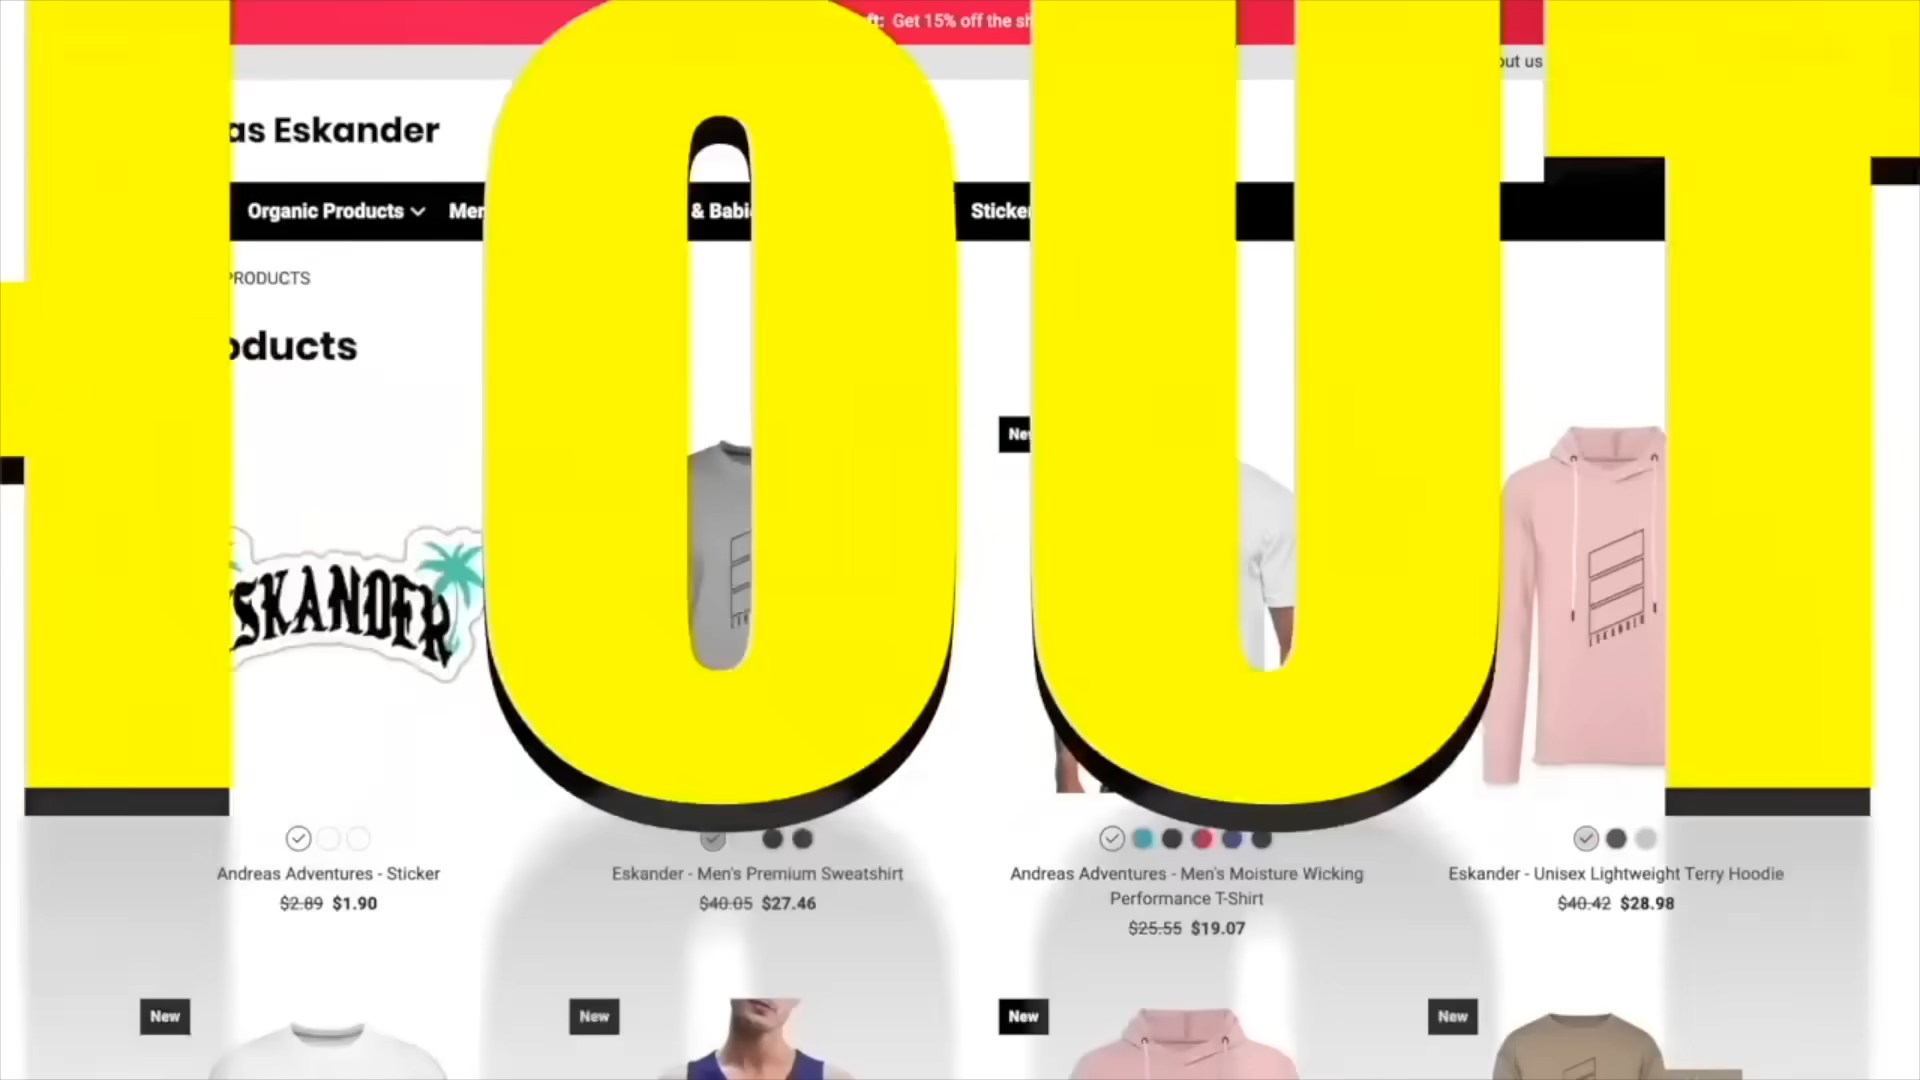 OUT
ft: Get 15% off the sh
out us
as Eskander
Organic Products Men & Babi Sticker
PRODUCTS
oducts
New
SKANDER
ESKANDER
Andreas Adventures - Sticker
$2.89 $1.90
Eskander - Men's Premium Sweatshirt
$40.05 $27.46
Andreas Adventures - Men's Moisture Wicking
Performance T-Shirt
$25.55 $19.07
Eskander - Unisex Lightweight Terry Hoodie
$40.42 $28.98
New
New
New
New